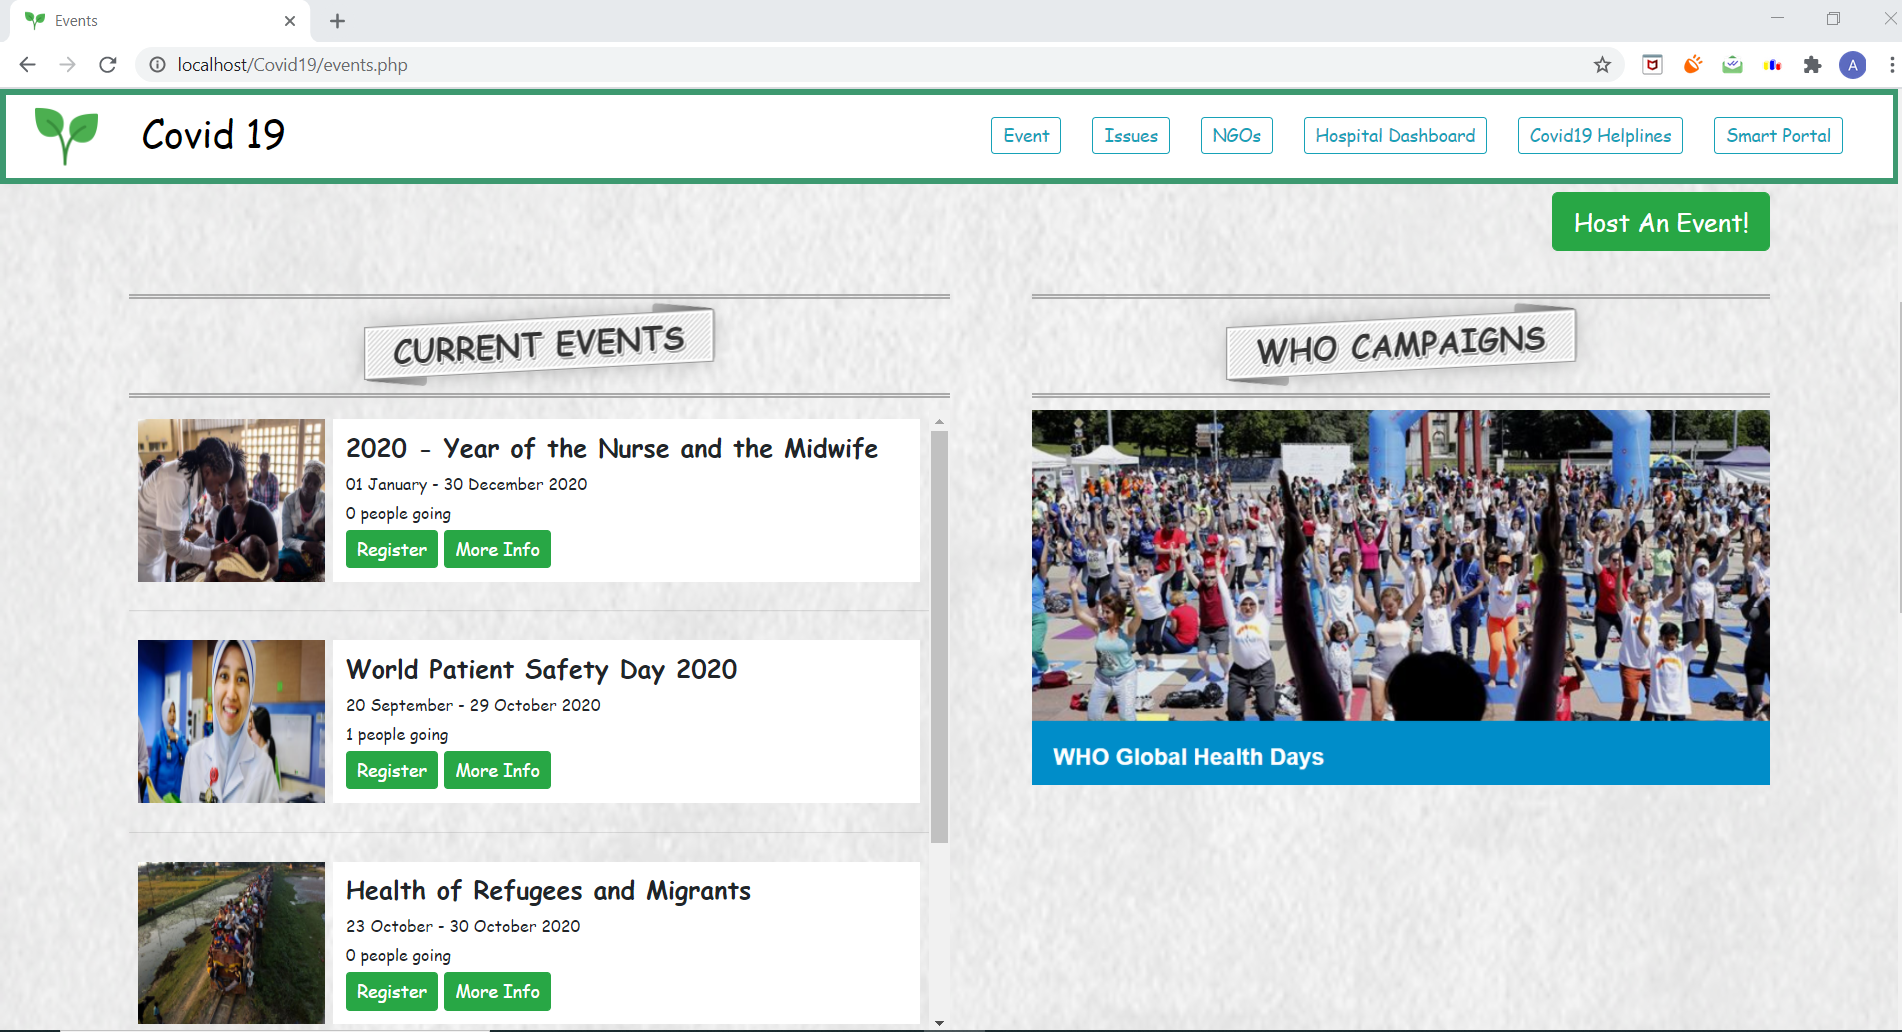 Events
localhost/Covid19/events.php
A
Covid 19
Event
Issues
NGOs
Hospital Dashboard
Covid19 Helplines
Smart Portal
Host An Event!
CURRENT EVENTS
2020 - Year of the Nurse and the Midwife
01 January - 30 December 2020
0 people going
Register
More Info
World Patient Safety Day 2020
20 September - 29 October 2020
1 people going
Register
More Info
Health of Refugees and Migrants
23 October - 30 October 2020
0 people going
Register
More Info
WHO CAMPAIGNS
WHO Global Health Days